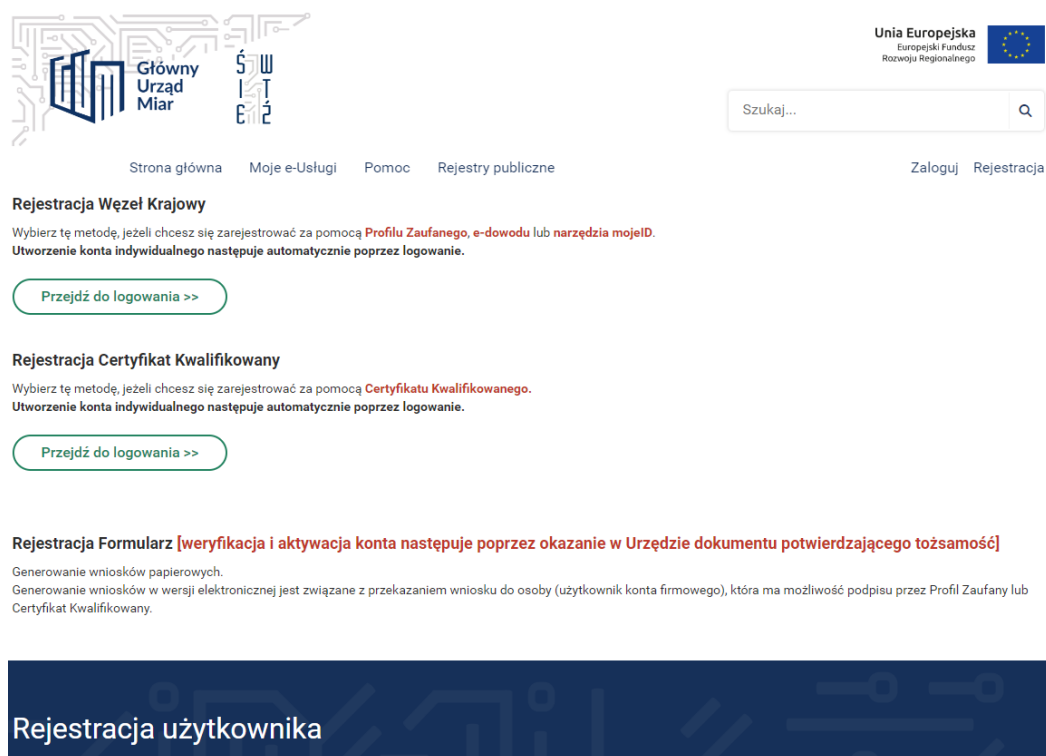 Główny
Urząd
Miar
ŚW
IT
EŹ
Unia Europejska
Europejski Fundusz
Rozwoju Regionalnego
Szukaj...
Strona główna Moje e-Usługi Pomoc Rejestry publiczne Zaloguj Rejestracja
Rejestracja Węzeł Krajowy
Wybierz tę metodę, jeżeli chcesz się zarejestrować za pomocą Profilu Zaufanego, e-dowodu lub narzędzia mojeID.
Utworzenie konta indywidualnego następuje automatycznie poprzez logowanie.
Przejdź do logowania >>
Rejestracja Certyfikat Kwalifikowany
Wybierz tę metodę, jeżeli chcesz się zarejestrować za pomocą Certyfikatu Kwalifikowanego.
Utworzenie konta indywidualnego następuje automatycznie poprzez logowanie.
Przejdź do logowania >>
Rejestracja Formularz [weryfikacja i aktywacja konta następuje poprzez okazanie w Urzędzie dokumentu potwierdzającego tożsamość]
Generowanie wniosków papierowych.
Generowanie wniosków w wersji elektronicznej jest związane z przekazaniem wniosku do osoby (użytkownik konta firmowego), która ma możliwość podpisu przez Profil Zaufany lub
Certyfikat Kwalifikowany.
Rejestracja użytkownika